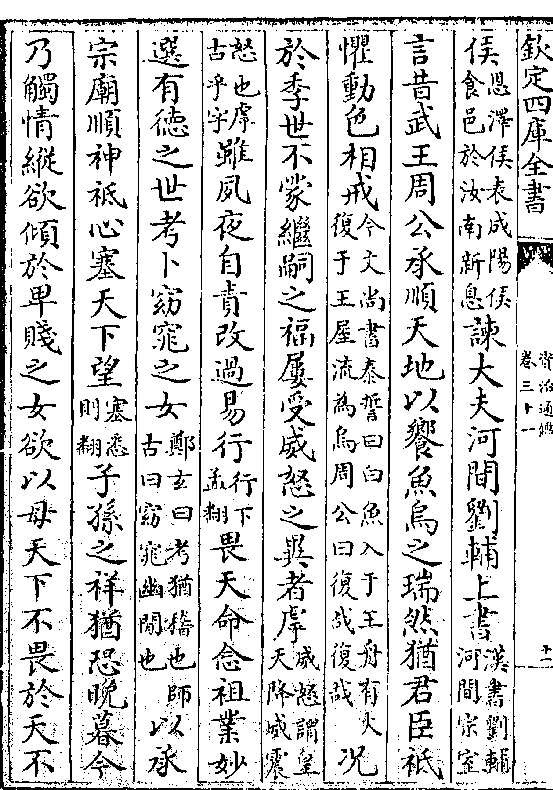 欽定四庫全書
資治通鑑
卷三十一
十一
侯恩澤侯表成陽侯食邑於汝南新息諫大夫河間劉輔上書漢書劉輔河間宗室
言昔武王周公承順天地以饗魚烏之瑞然猶君臣祗
懼動色相戒今文尚書泰誓曰白魚入于王舟有火復于王屋流為烏周公曰復哉復哉况
於季世不蒙繼嗣之福屢受威怒之異者虖威怒謂皇天降威震
怒也虖古乎字雖夙夜自責改過易行行下孟翻畏天命念祖業妙
選有徳之世考卜窈窕之女鄭玄曰考猶稽也師古曰窈窕幽閒也以承
宗廟順神祗心塞天下望塞悉則翻子孫之祥猶恐晚暮今
乃觸情縱欲傾於卑賤之女欲以母天下不畏於天不